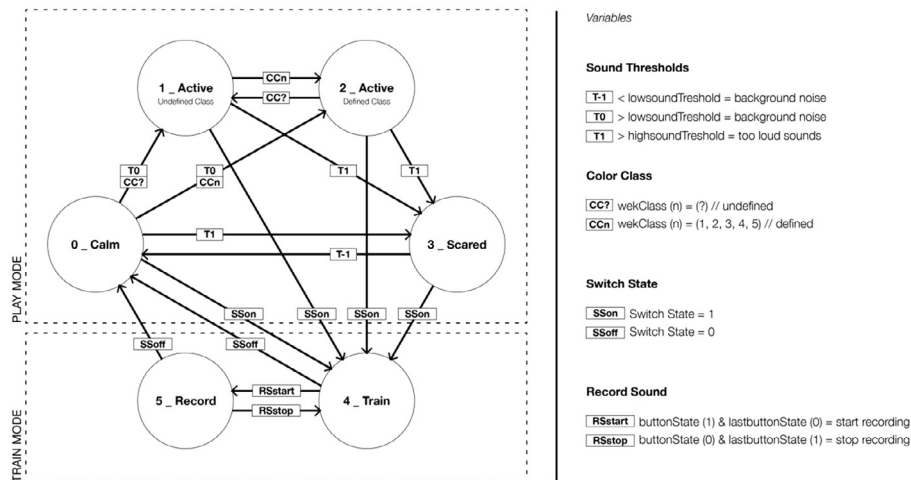 1 _ Active
Undefined Class
CCn
CC?
2 _ Active
Defined Class
T0
CC?
T0
CCn
T1
T1
0 _ Calm
T1
T-1
3 _ Scared
PLAY MODE
SSon
SSon
SSon
SSon
SSoff
SSoff
5 _ Record
RSstart
RSstop
4 _ Train
TRAIN MODE
Variables
Sound Thresholds
T-1 < lowsoundTreshold = background noise
T0 > lowsoundTreshold = background noise
T1 > highsoundTreshold = too loud sounds
Color Class
CC? wekClass (n) = (?) // undefined
CCn wekClass (n) = (1, 2, 3, 4, 5) // defined
Switch State
SSon Switch State = 1
SSoff Switch State = 0
Record Sound
RSstart buttonState (1) & lastbuttonState (0) = start recording
RSstop buttonState (0) & lastbuttonState (1) = stop recording